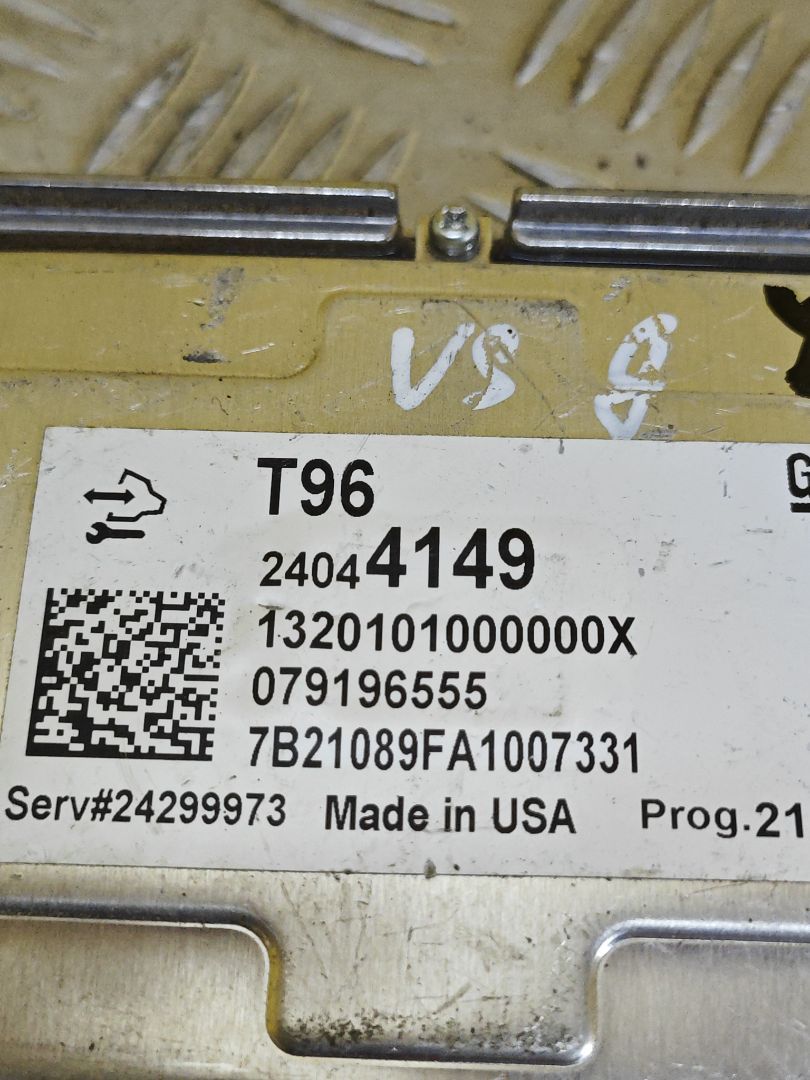 VS 8
T96
G
24044149
1320101000000X
079196555
7B21089FA1007331
Serv#24299973 Made in USA Prog.21